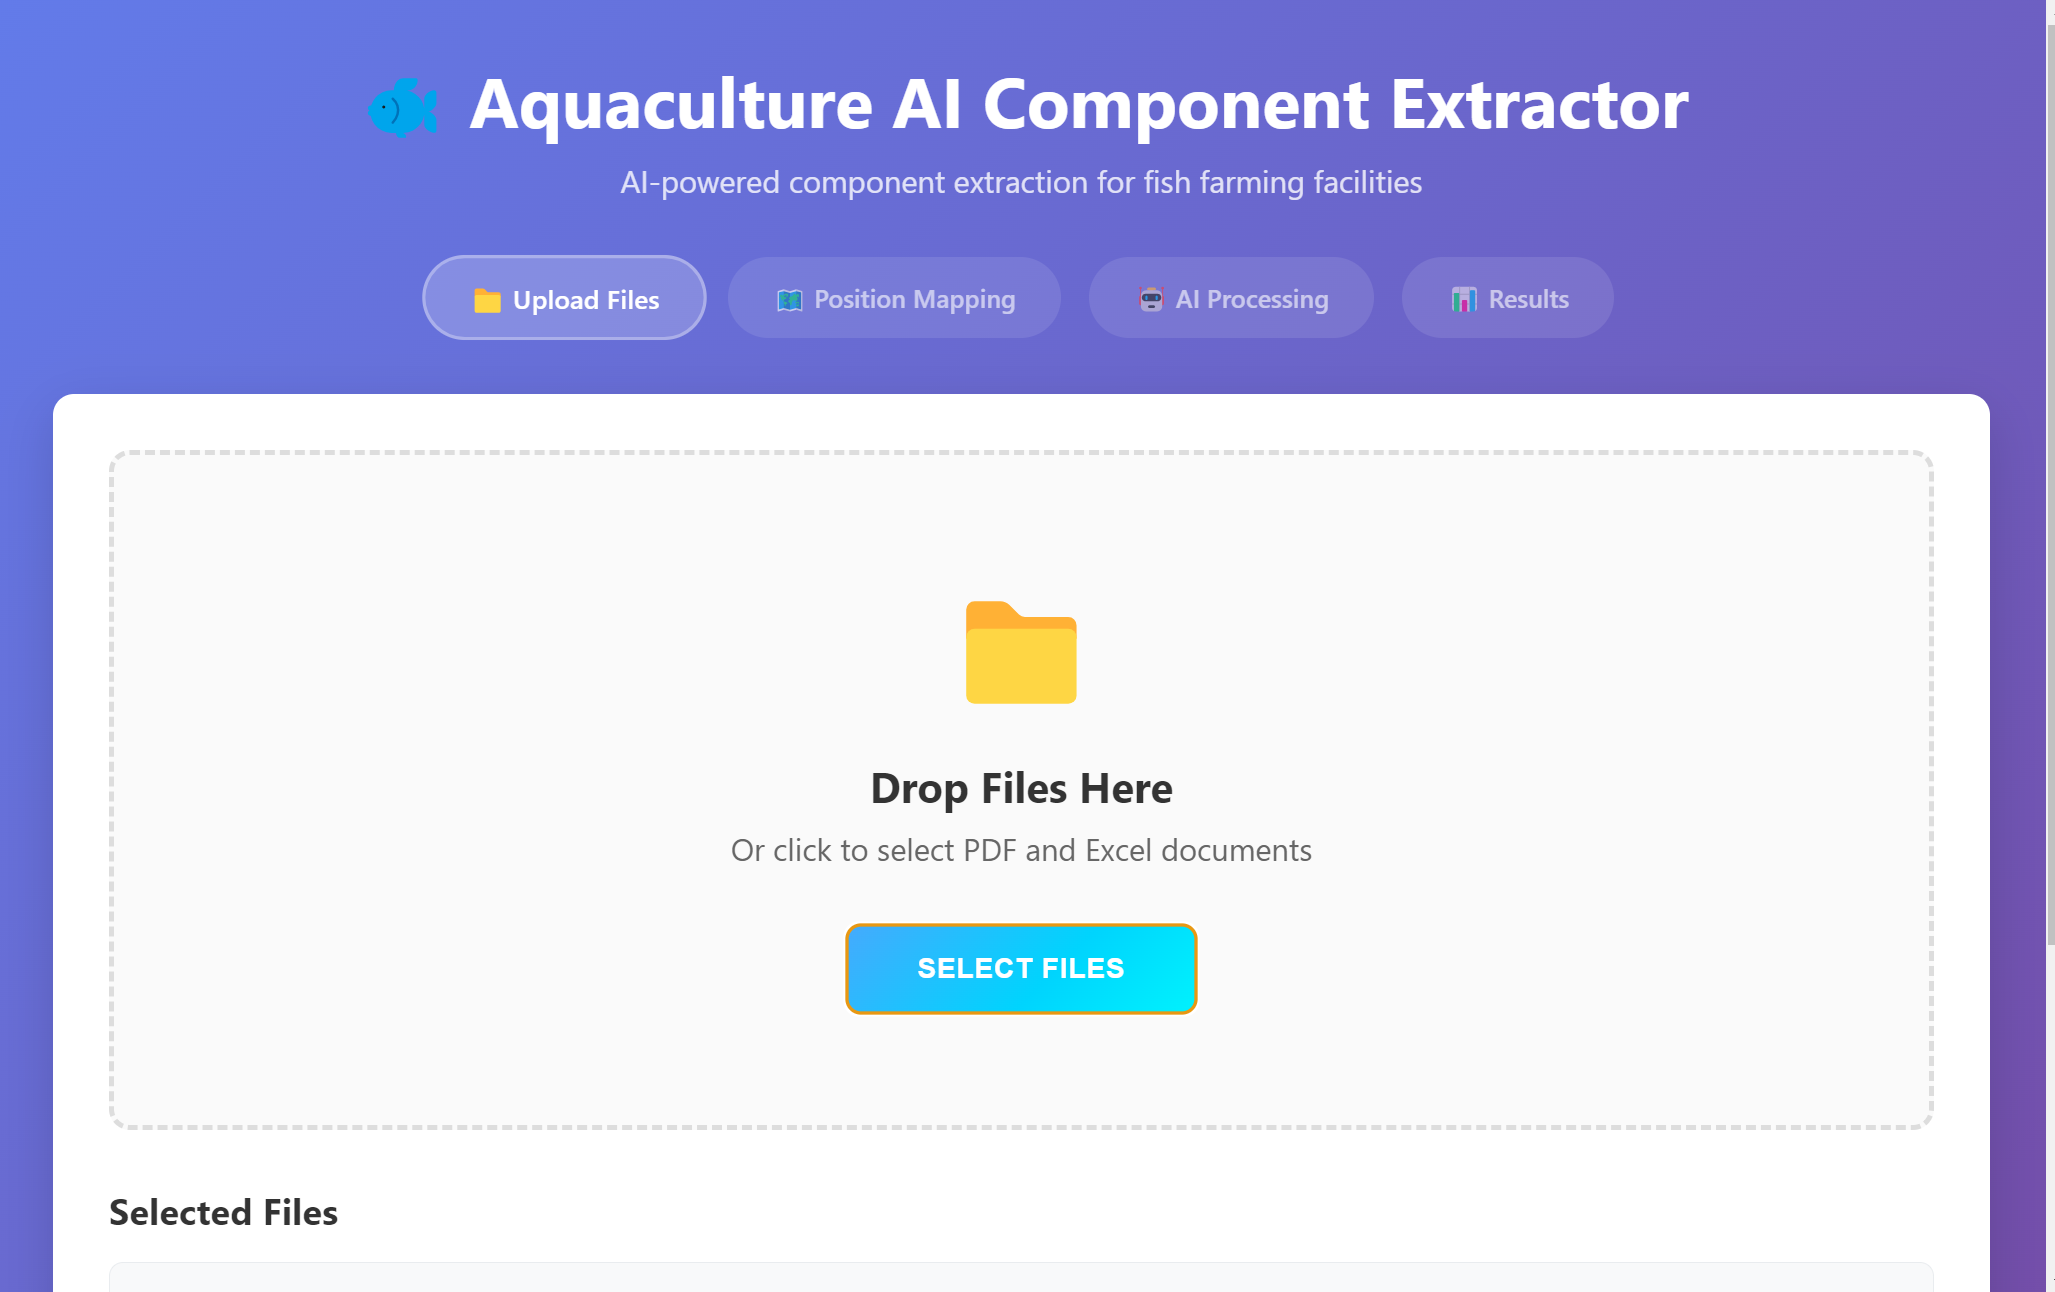 Aquaculture AI Component Extractor
AI-powered component extraction for fish farming facilities
Upload Files
Position Mapping
AI Processing
Results
Drop Files Here
Or click to select PDF and Excel documents
SELECT FILES
Selected Files